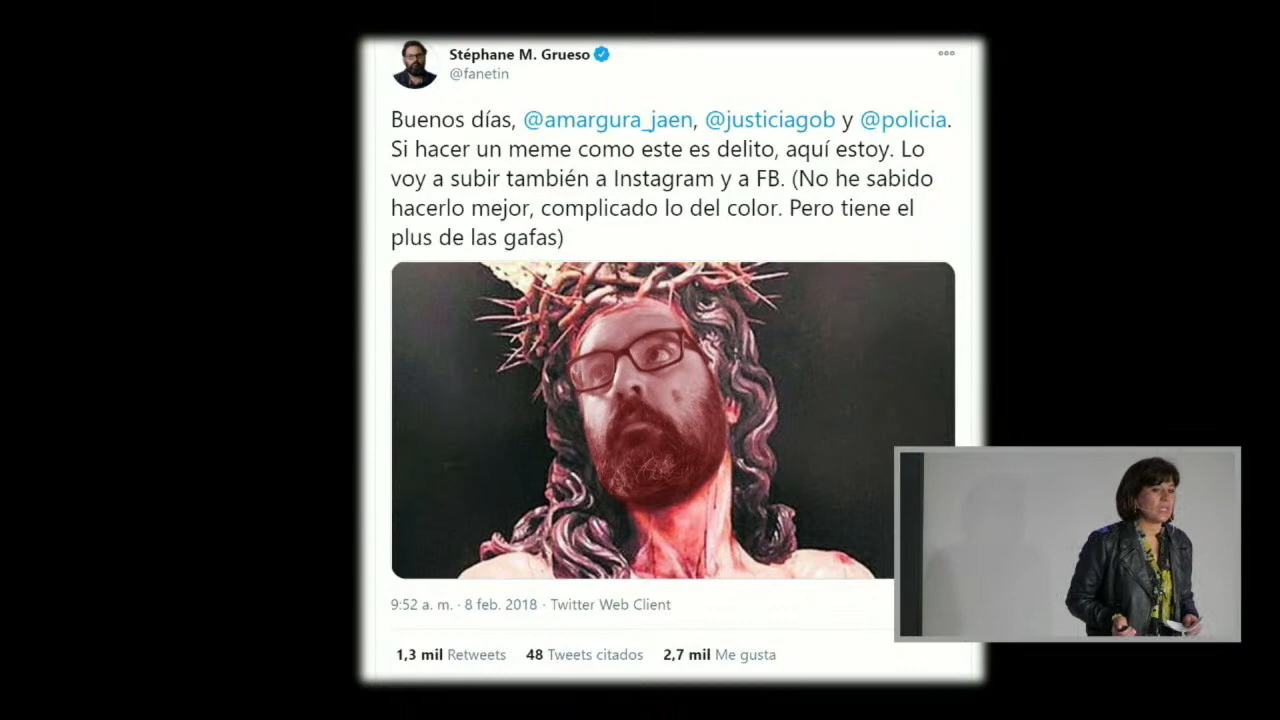 Stéphane M. Grueso
@fanetin
Buenos días, @amargura_jaen, @justiciagob y @policia.
Si hacer un meme como este es delito, aquí estoy. Lo
voy a subir también a Instagram y a FB. (No he sabido
hacerlo mejor, complicado lo del color. Pero tiene el
plus de las gafas)
9:52 a. m. · 8 feb. 2018 · Twitter Web Client
1,3 mil Retweets 48 Tweets citados 2,7 mil Me gusta